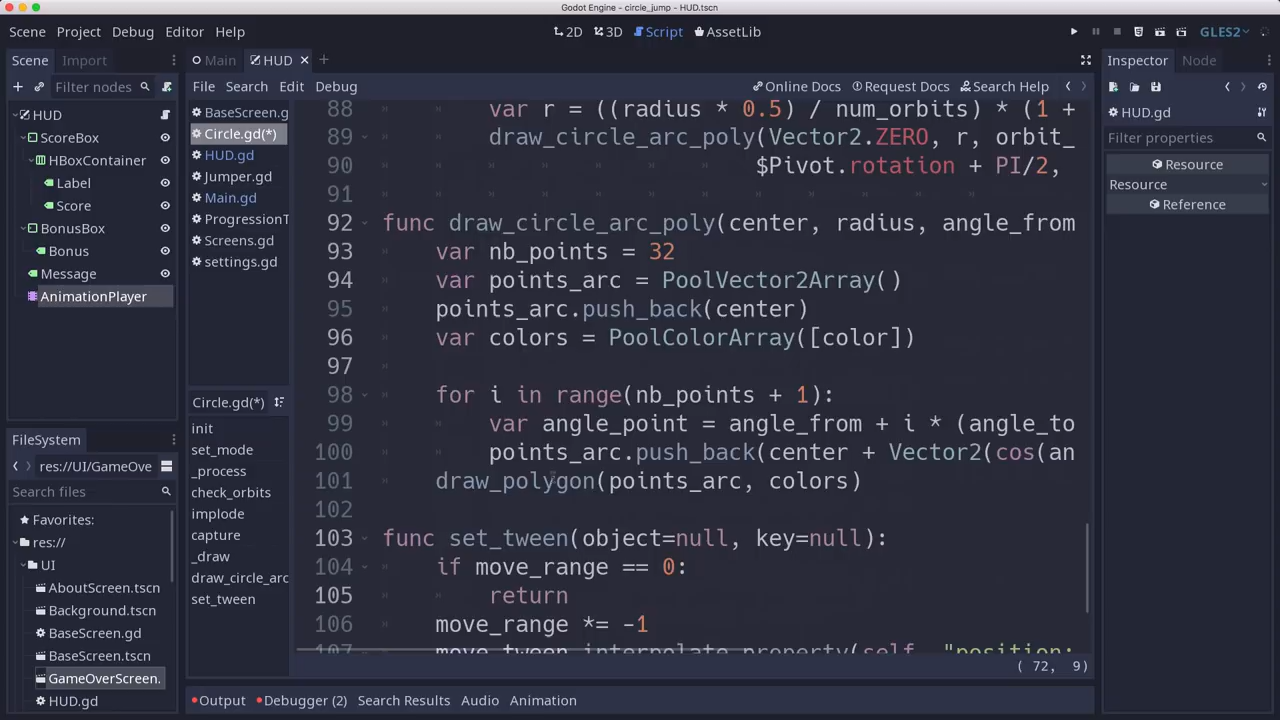 Godot Engine - circle_jump - HUD.tscn
Scene Project Debug Editor Help
2D 3D Script AssetLib
GLES2
Scene Import
Main HUD
Inspector Node
Filter nodes
File Search Edit Debug
Online Docs Request Docs Search Help
HUD
ScoreBox
HBoxContainer
Label
Score
BonusBox
Bonus
Message
AnimationPlayer
BaseScreen.g
Circle.gd(*)
HUD.gd
Jumper.gd
Main.gd
ProgressionT
Screens.gd
settings.gd
HUD.gd
Filter properties
Resource
Resource
Reference
88 var r = ((radius * 0.5) / num_orbits) * (1 +
89 draw_circle_arc_poly(Vector2.ZERO, r, orbit_
90 $Pivot.rotation + PI/2,
91
92 func draw_circle_arc_poly(center, radius, angle_from
93 var nb_points = 32
94 var points_arc = PoolVector2Array()
95 points_arc.push_back(center)
96 var colors = PoolColorArray([color])
97
98 for i in range(nb_points + 1):
99 var angle_point = angle_from + i * (angle_to
100 points_arc.push_back(center + Vector2(cos(an
101 draw_polygon(points_arc, colors)
102
103 func set_tween(object=null, key=null):
104 if move_range == 0:
105 return
106 move_range *= -1
107 move_tween.interpolate_property(self, "position:
Circle.gd(*)
init
set_mode
_process
check_orbits
implode
capture
_draw
draw_circle_arc
set_tween
FileSystem
res://UI/GameOve
Search files
Favorites:
res://
UI
AboutScreen.tscn
Background.tscn
BaseScreen.gd
BaseScreen.tscn
GameOverScreen.
HUD.gd
( 72, 9)
Output Debugger (2) Search Results Audio Animation